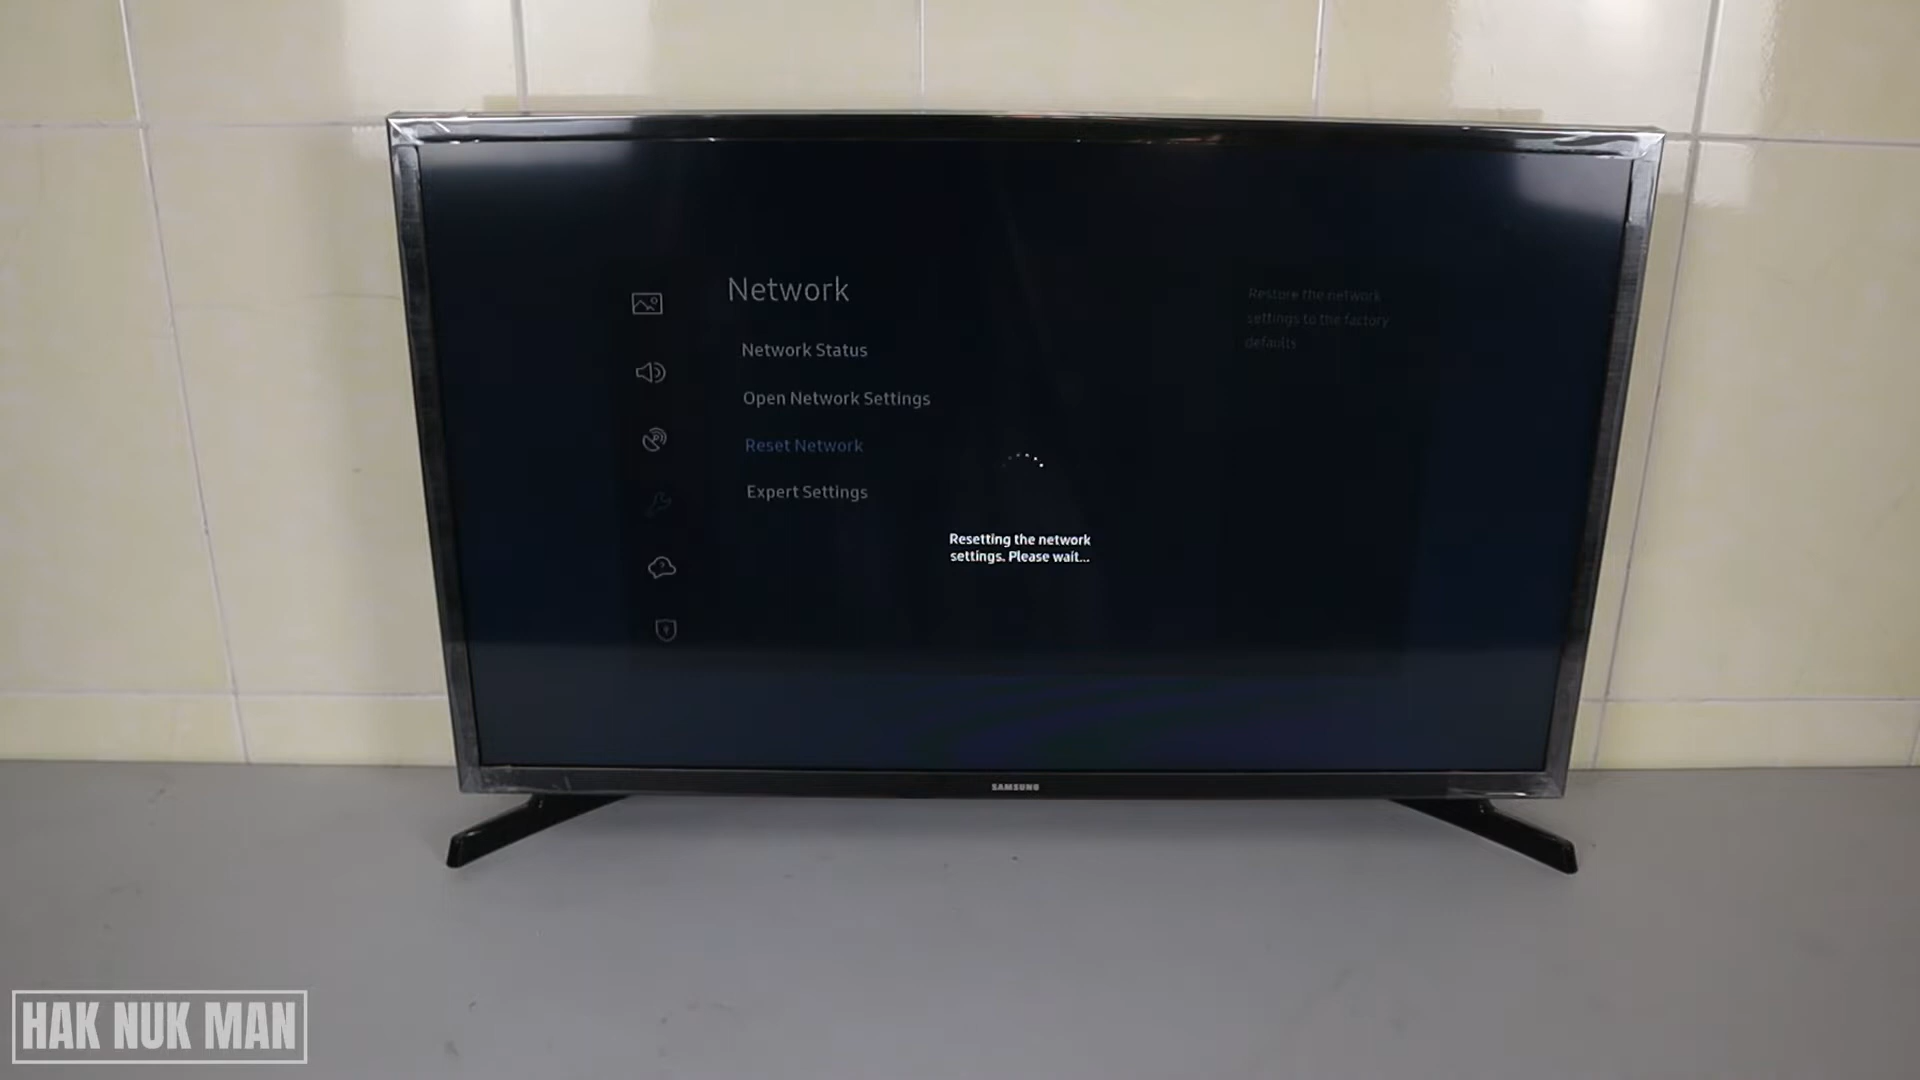 Network
Restore the network
settings to the factory
defaults
Network Status
Open Network Settings
Reset Network
Expert Settings
Resetting the network
settings. Please wait...
SAMSUNG
HAK NUK MAN